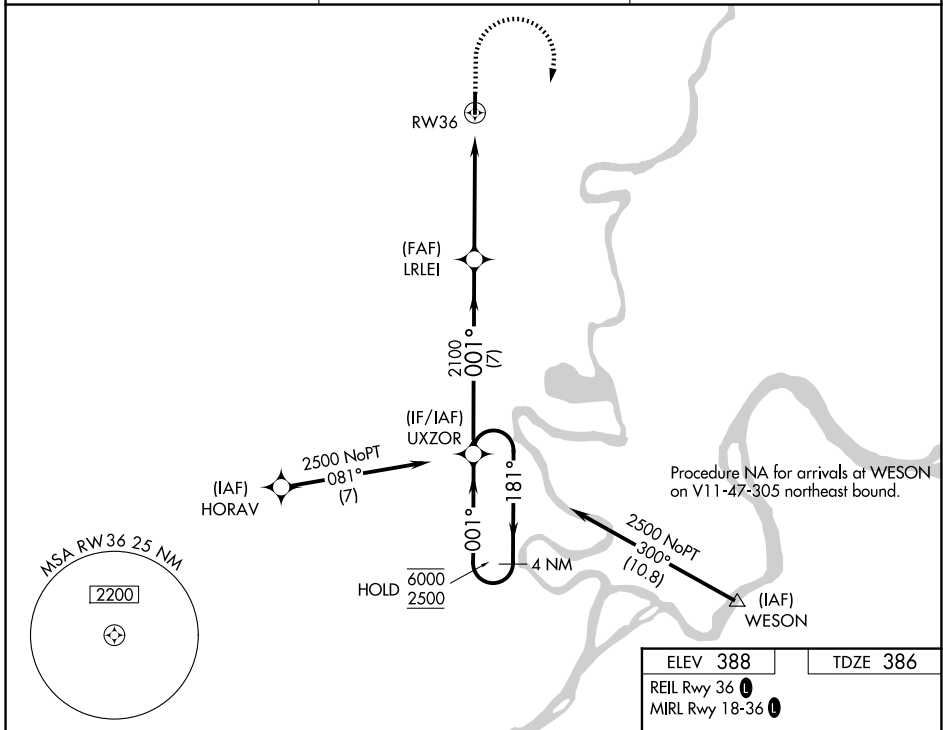 RW36
(FAF)
LRLEI
2100
001°
(7)
(IF/IAF)
UXZOR
2500 NoPT
081°
(7)
(IAF)
HORAV
001°
181°
4 NM
HOLD
6000
2500
Procedure NA for arrivals at WESON
on V11-47-305 northeast bound.
2500 NoPT
300°
(10.8)
(IAF)
WESON
MSA RW36 25 NM
2200
ELEV 388
TDZE 386
REIL Rwy 36 L
MIRL Rwy 18-36 L